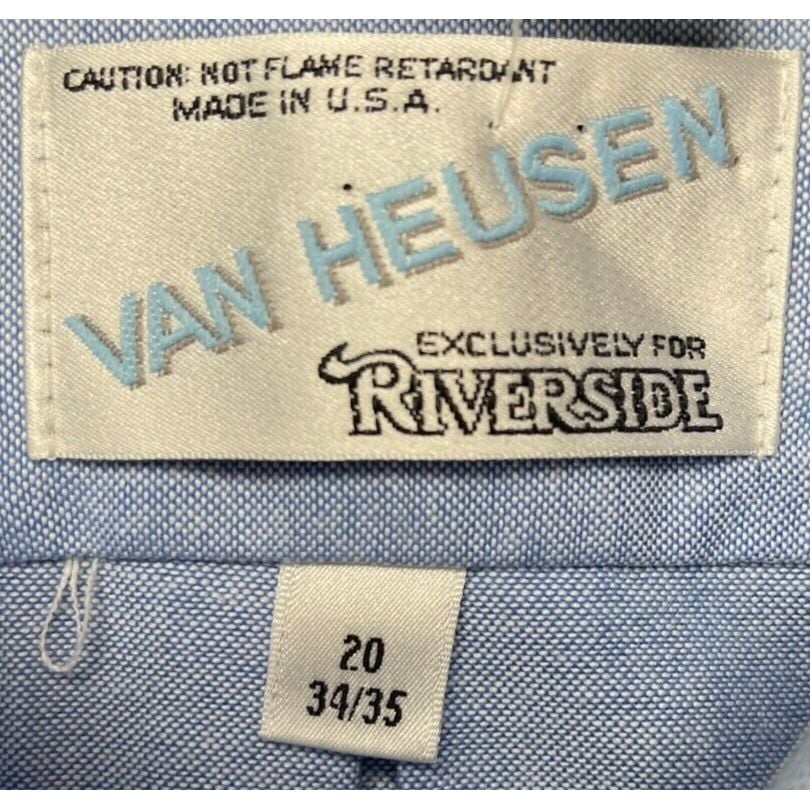 CAUTION: NOT FLAME RETARDANT
MADE IN U.S.A.
VAN HEUSEN
EXCLUSIVELY FOR
RIVERSIDE
20
34/35